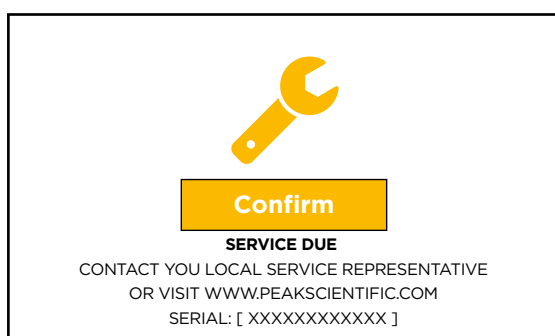 Confirm
SERVICE DUE
CONTACT YOU LOCAL SERVICE REPRESENTATIVE
OR VISIT WWW.PEAKSCIENTIFIC.COM
SERIAL: [ XXXXXXXXXXXX ]